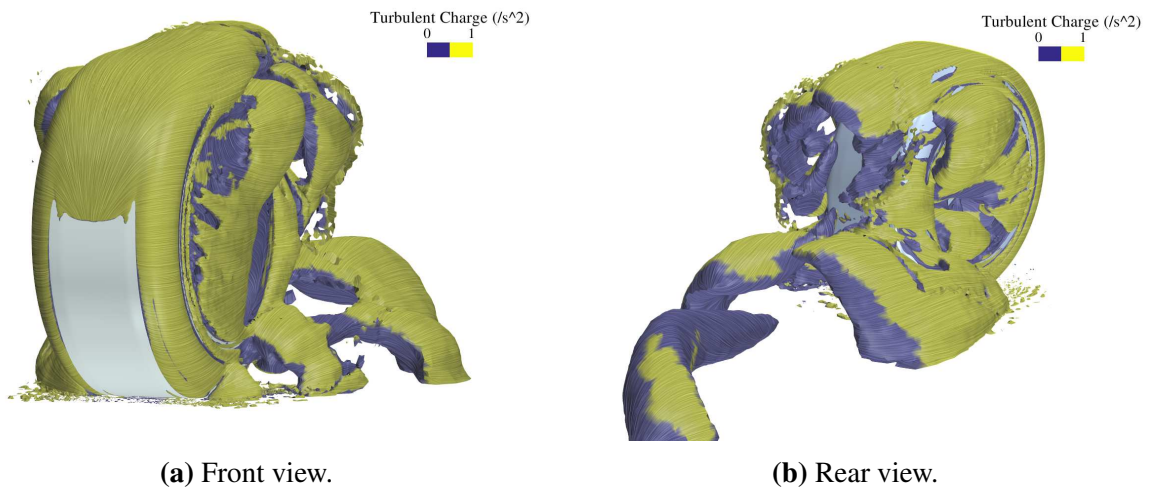 Turbulent Charge (/s^2)
0 1
Turbulent Charge (/s^2)
0 1
(a) Front view.
(b) Rear view.